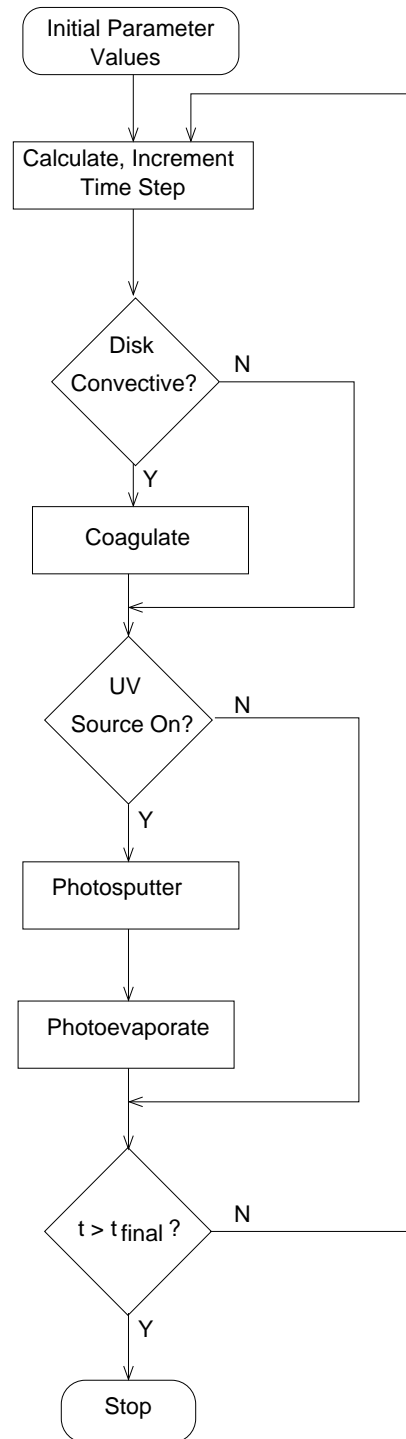 Initial Parameter
Values
Calculate, Increment
Time Step
Disk
Convective?
N
Y
Coagulate
UV
Source On?
N
Y
Photosputter
Photoevaporate
t > t final ?
N
Y
Stop